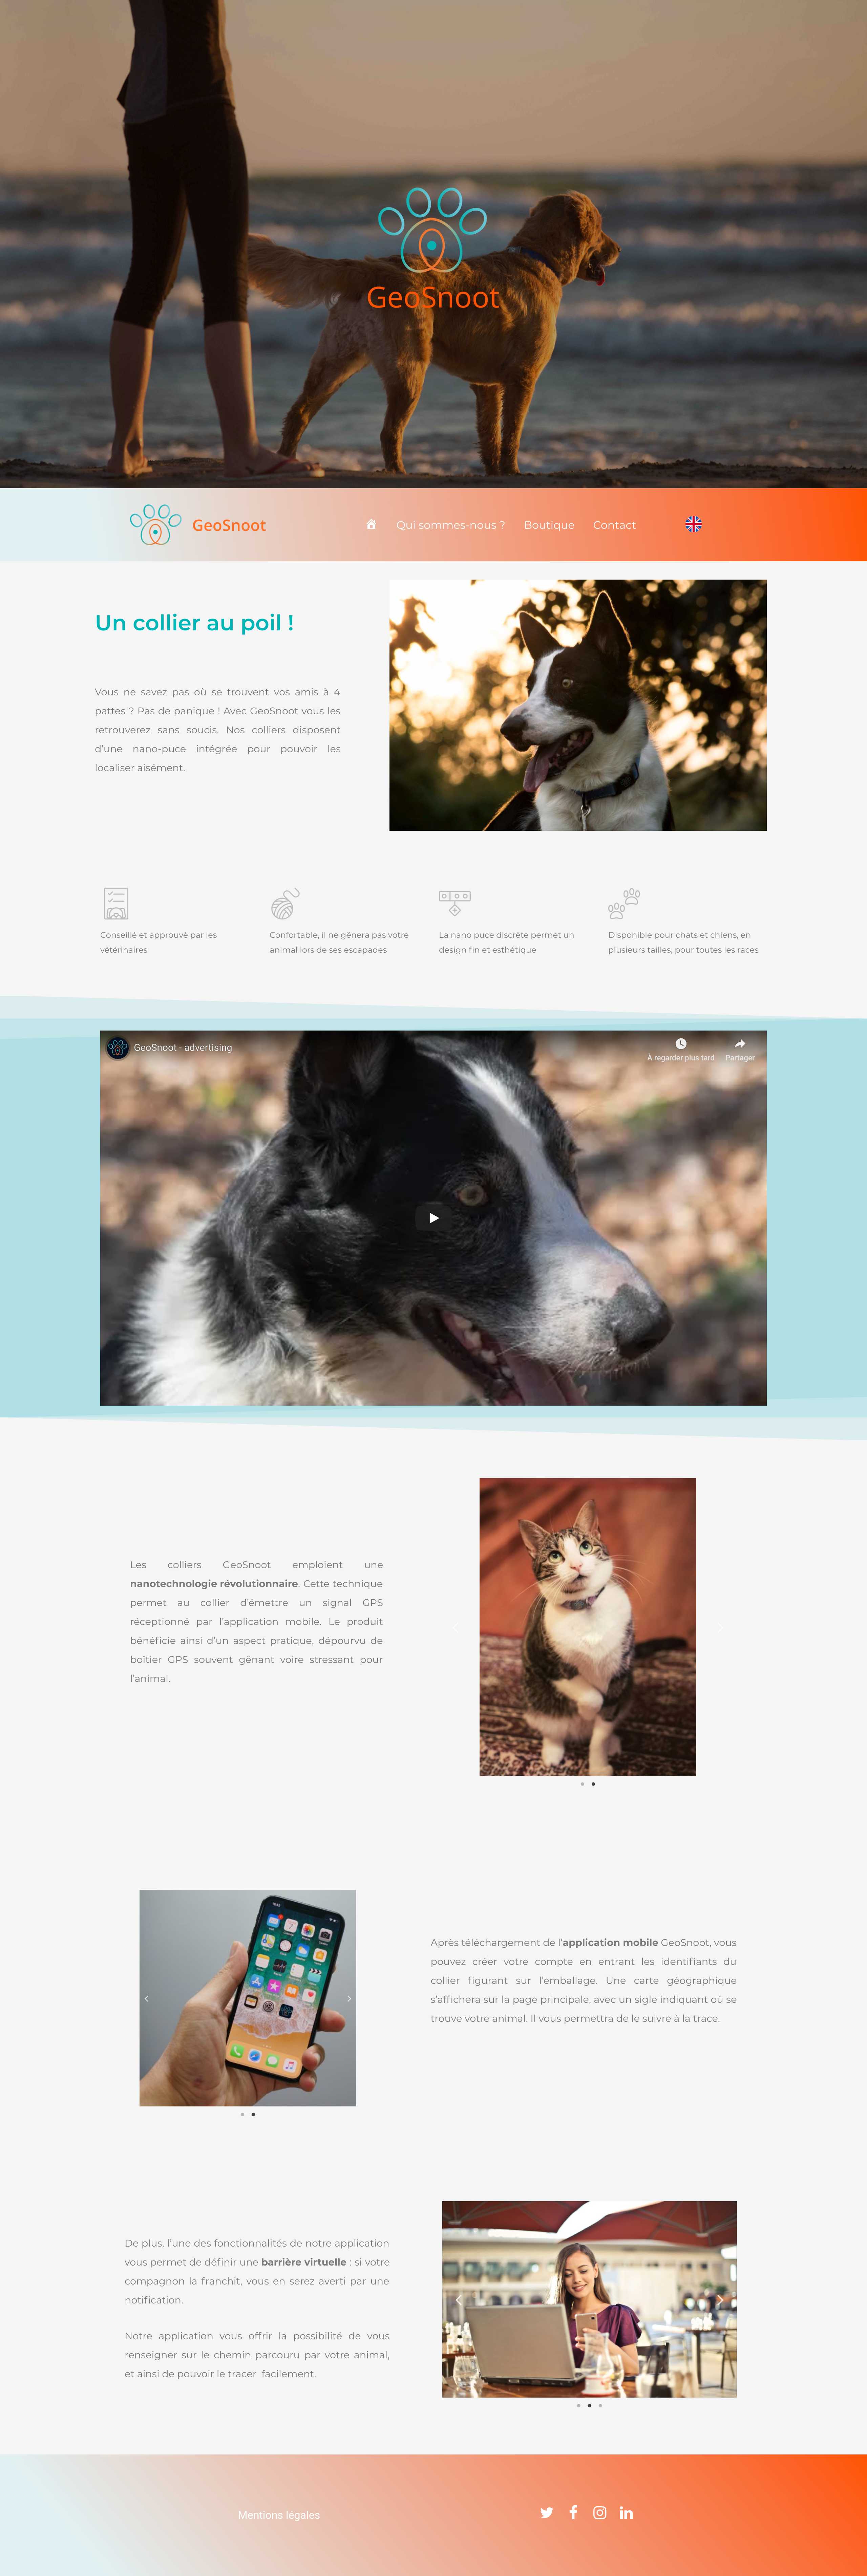 GeoSnoot
GeoSnoot
Qui sommes-nous ?
Boutique
Contact
Un collier au poil !
Vous ne savez pas où se trouvent vos amis à 4
pattes ? Pas de panique ! Avec GeoSnoot vous les
retrouverez sans soucis. Nos colliers disposent
d'une nano-puce intégrée pour pouvoir les
localiser aisément.
Conseillé et approuvé par les
vétérinaires
Confortable, il ne gênera pas votre
animal lors de ses escapades
La nano puce discrète permet un
design fin et esthétique
Disponible pour chats et chiens, en
plusieurs tailles, pour toutes les races
GeoSnoot - advertising
À regarder plus tard
Partager
Les colliers GeoSnoot emploient une
nanotechnologie révolutionnaire. Cette technique
permet au collier d'émettre un signal GPS
réceptionné par l'application mobile. Le produit
bénéficie ainsi d'un aspect pratique, dépourvu de
boîtier GPS souvent gênant voire stressant pour
l'animal.
Après téléchargement de l'application mobile GeoSnoot, vous
pouvez créer votre compte en entrant les identifiants du
collier figurant sur l'emballage. Une carte géographique
s'affichera sur la page principale, avec un sigle indiquant où se
trouve votre animal. Il vous permettra de le suivre à la trace.
De plus, l'une des fonctionnalités de notre application
vous permet de définir une barrière virtuelle : si votre
compagnon la franchit, vous en serez averti par une
notification.
Notre application vous offrir la possibilité de vous
renseigner sur le chemin parcouru par votre animal,
et ainsi de pouvoir le tracer facilement.
Mentions légales